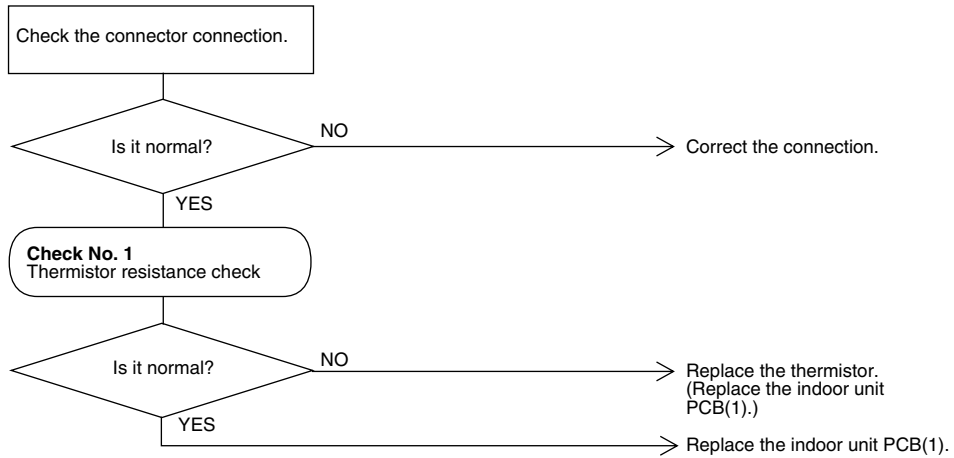 Check the connector connection.
Is it normal?
NO
Correct the connection.
YES
Check No. 1
Thermistor resistance check
Is it normal?
NO
Replace the thermistor.
(Replace the indoor unit
PCB(1).)
YES
Replace the indoor unit PCB(1).